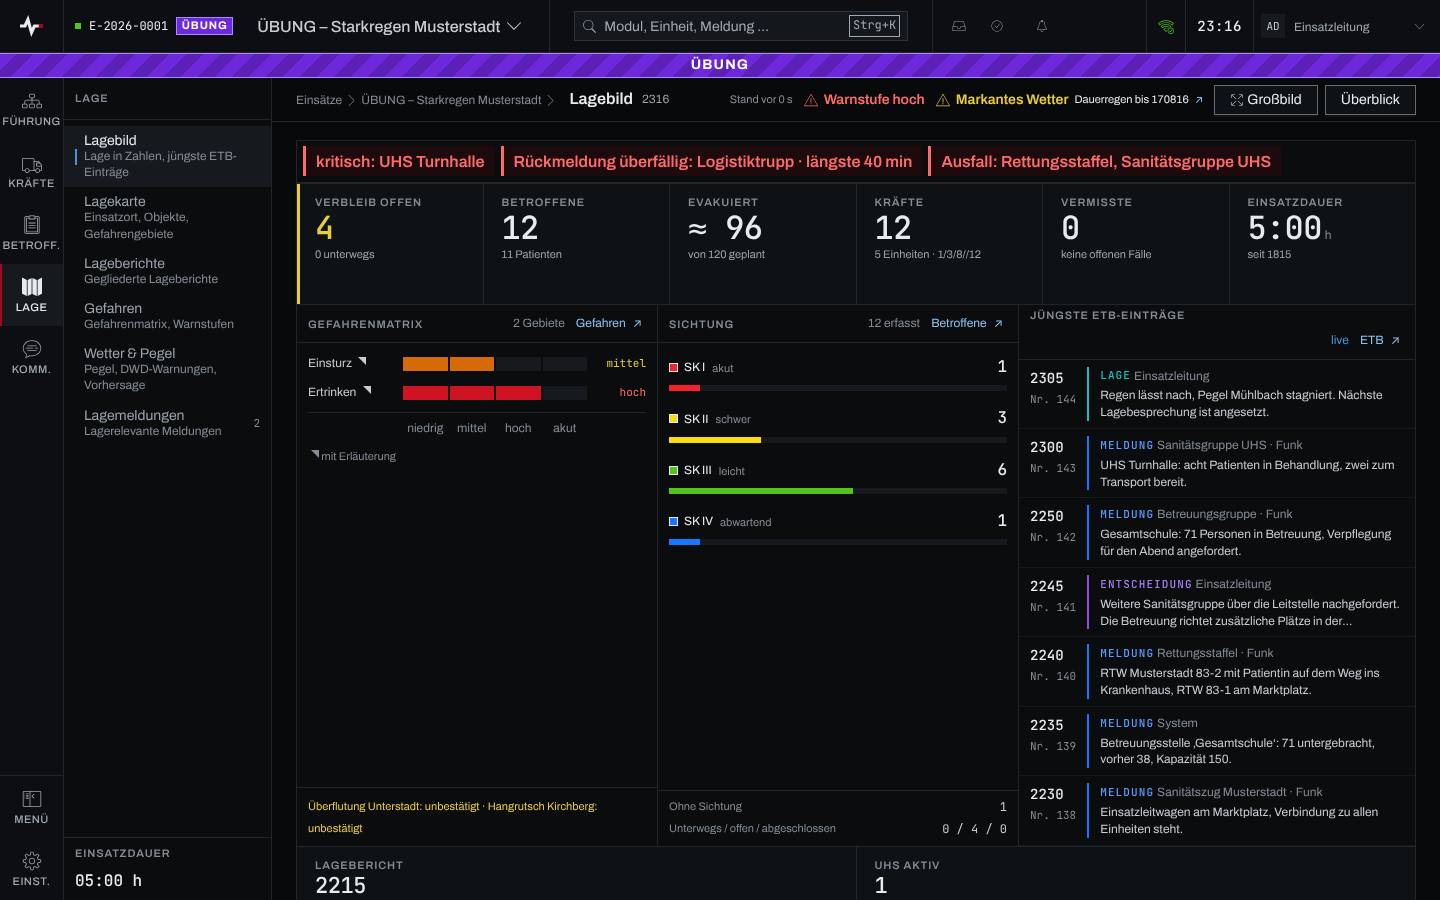 E-2026-0001 ÜBUNG
ÜBUNG – Starkregen Musterstadt
Modul, Einheit, Meldung ... Strg+K
23:16
AD Einsatzleitung
ÜBUNG
FÜHRUNG
KRÄFTE
BETROFF.
LAGE
KOMM.
MENÜ
EINST.
LAGE
Lagebild
Lage in Zahlen, jüngste ETB-
Einträge
Lagekarte
Einsatzort, Objekte,
Gefahrengebiete
Lageberichte
Gegliederte Lageberichte
Gefahren
Gefahrenmatrix, Warnstufen
Wetter & Pegel
Pegel, DWD-Warnungen,
Vorhersage
Lagemeldungen
Lagerelevante Meldungen 2
EINSATZDAUER
05:00 h
Einsätze > ÜBUNG – Starkregen Musterstadt > Lagebild 2316
Stand vor 0 s Warnstufe hoch Markantes Wetter Dauerregen bis 170816 ↗ Großbild Überblick
kritisch: UHS Turnhalle Rückmeldung überfällig: Logistiktrupp · längste 40 min Ausfall: Rettungsstaffel, Sanitätsgruppe UHS
VERBLEIB OFFEN
4
0 unterwegs
BETROFFENE
12
11 Patienten
EVAKUIERT
≈ 96
von 120 geplant
KRÄFTE
12
5 Einheiten · 1/3/8//12
VERMISSTE
0
keine offenen Fälle
EINSATZDAUER
5:00 h
seit 1815
GEFAHRENMATRIX 2 Gebiete Gefahren ↗
Einsturz mittel
Ertrinken hoch
niedrig mittel hoch akut
mit Erläuterung
Überflutung Unterstadt: unbestätigt · Hangrutsch Kirchberg:
unbestätigt
SICHTUNG 12 erfasst Betroffene ↗
SK I akut 1
SK II schwer 3
SK III leicht 6
SK IV abwartend 1
Ohne Sichtung 1
Unterwegs / offen / abgeschlossen 0 / 4 / 0
JÜNGSTE ETB-EINTRÄGE
live ETB ↗
2305 LAGE Einsatzleitung
Nr. 144 Regen lässt nach, Pegel Mühlbach stagniert. Nächste
Lagebesprechung ist angesetzt.
2300 MELDUNG Sanitätsgruppe UHS · Funk
Nr. 143 UHS Turnhalle: acht Patienten in Behandlung, zwei zum
Transport bereit.
2250 MELDUNG Betreuungsgruppe · Funk
Nr. 142 Gesamtschule: 71 Personen in Betreuung, Verpflegung
für den Abend angefordert.
2245 ENTSCHEIDUNG Einsatzleitung
Nr. 141 Weitere Sanitätsgruppe über die Leitstelle nachgefordert.
Die Betreuung richtet zusätzliche Plätze in der...
2240 MELDUNG Rettungsstaffel · Funk
Nr. 140 RTW Musterstadt 83-2 mit Patientin auf dem Weg ins
Krankenhaus, RTW 83-1 am Marktplatz.
2235 MELDUNG System
Nr. 139 Betreuungsstelle ‚Gesamtschule‘: 71 untergebracht,
vorher 38, Kapazität 150.
2230 MELDUNG Sanitätszug Musterstadt · Funk
Nr. 138 Einsatzleitwagen am Marktplatz, Verbindung zu allen
Einheiten steht.
LAGEBERICHT
2215
UHS AKTIV
1